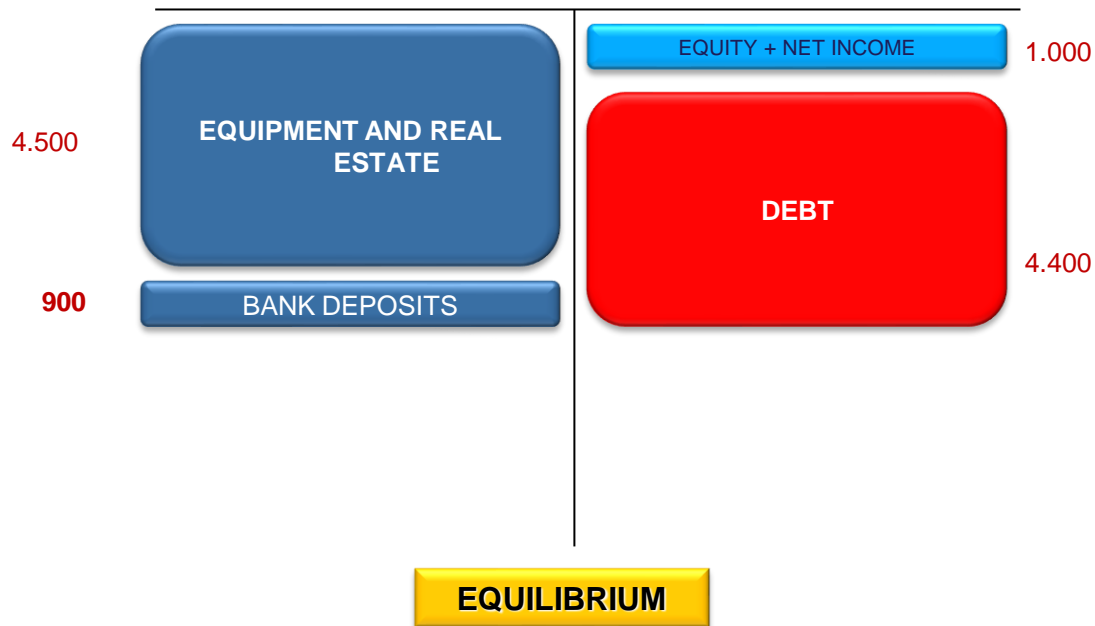 4.500
EQUIPMENT AND REAL
ESTATE
900
BANK DEPOSITS
EQUITY + NET INCOME
1.000
DEBT
4.400
EQUILIBRIUM